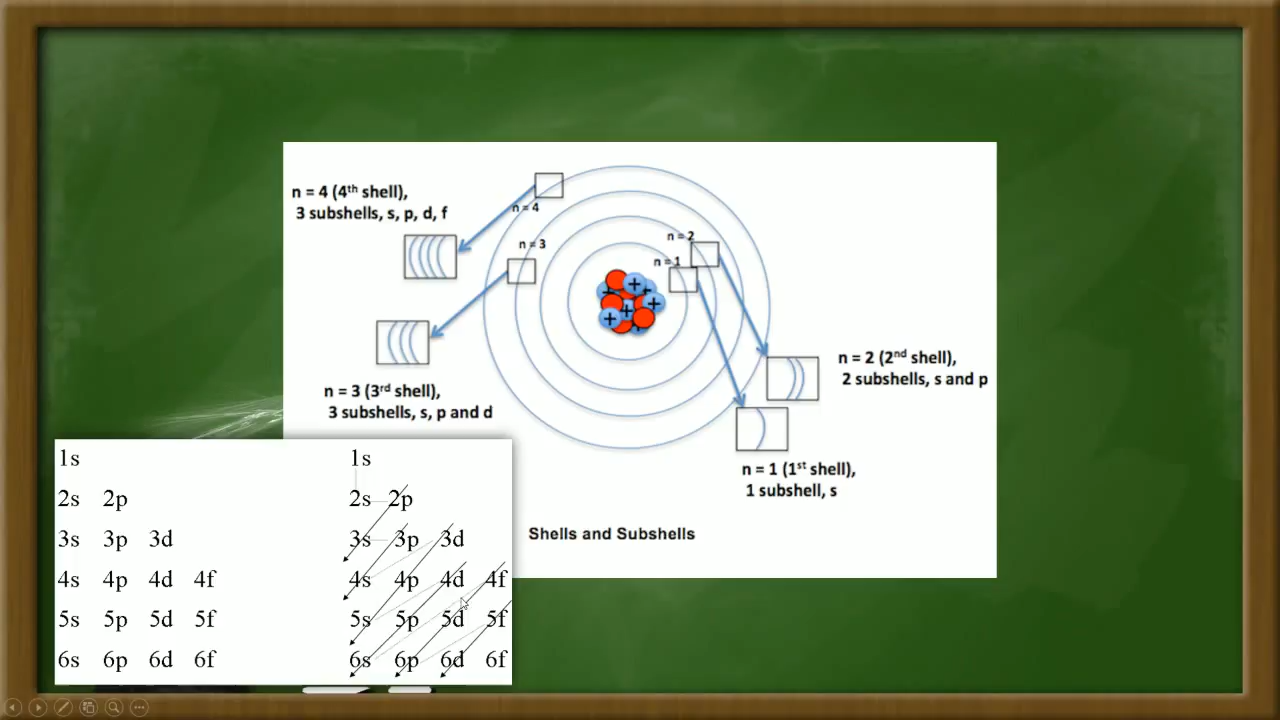 n = 4 (4th shell),
3 subshells, s, p, d, f
n = 4
n = 3
n = 2
n = 1
n = 2 (2nd shell),
2 subshells, s and p
n = 3 (3rd shell),
3 subshells, s, p and d
n = 1 (1st shell),
1 subshell, s
Shells and Subshells
1s
2s 2p
3s 3p 3d
4s 4p 4d 4f
5s 5p 5d 5f
6s 6p 6d 6f
1s
2s 2p
3s 3p 3d
4s 4p 4d 4f
5s 5p 5d 5f
6s 6p 6d 6f